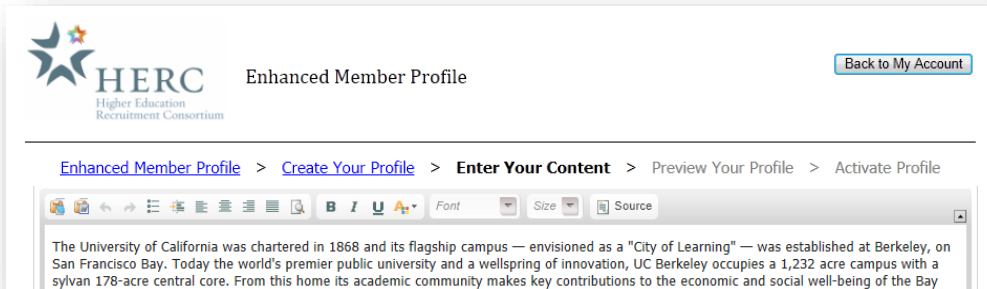 HERC
Higher Education
Recruitment Consortium
Enhanced Member Profile
Back to My Account
Enhanced Member Profile > Create Your Profile > Enter Your Content > Preview Your Profile > Activate Profile
B I U A Font Size Source
The University of California was chartered in 1868 and its flagship campus — envisioned as a "City of Learning" — was established at Berkeley, on
San Francisco Bay. Today the world's premier public university and a wellspring of innovation, UC Berkeley occupies a 1,232 acre campus with a
sylvan 178-acre central core. From this home its academic community makes key contributions to the economic and social well-being of the Bay